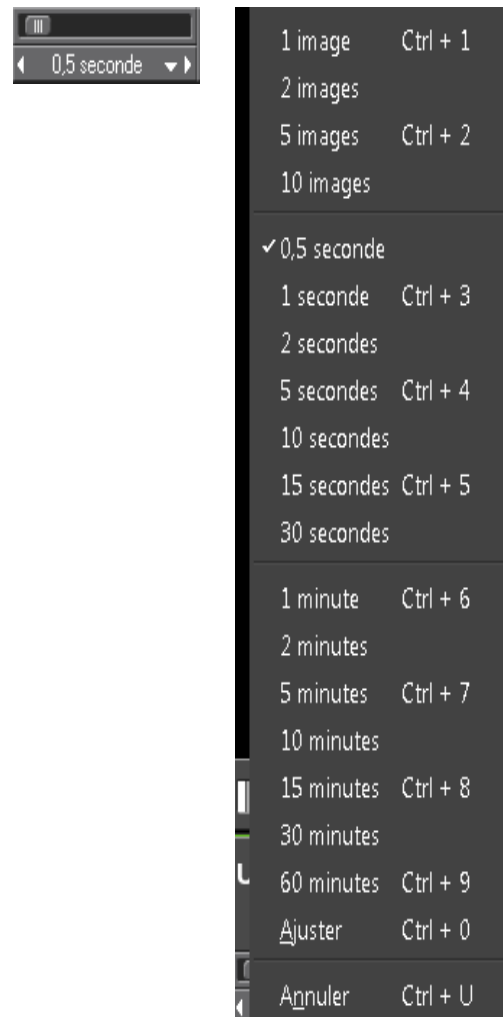 0,5 seconde
1 image Ctrl + 1
2 images
5 images Ctrl + 2
10 images
0,5 seconde
1 seconde Ctrl + 3
2 secondes
5 secondes Ctrl + 4
10 secondes
15 secondes Ctrl + 5
30 secondes
1 minute Ctrl + 6
2 minutes
5 minutes Ctrl + 7
10 minutes
15 minutes Ctrl + 8
30 minutes
60 minutes Ctrl + 9
Ajuster Ctrl + 0
Annuler Ctrl + U